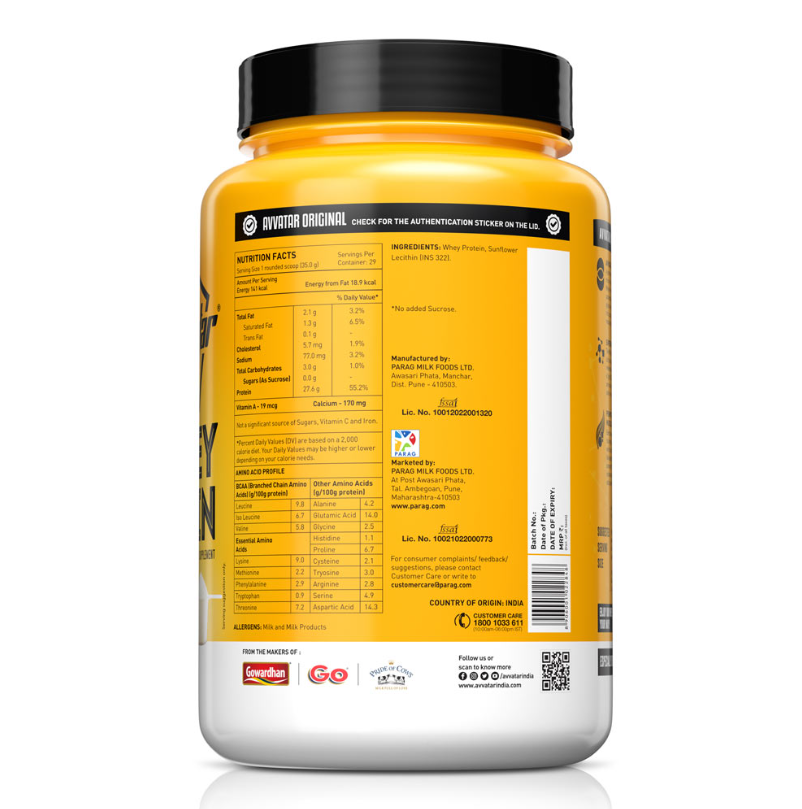 AVVATAR ORIGINAL CHECK FOR THE AUTHENTICATION STICKER ON THE LID.
NUTRITION FACTS
Serving Size 1 rounded scoop (35.0 g)
Servings Per
Container: 29
Amount Per Serving
Energy 141 kcal
Energy from Fat 18.9 kcal
% Daily Value*
Total Fat 2.1 g 3.2%
Saturated Fat 1.3 g 6.5%
Trans Fat 0.1 g -
Cholesterol 5.7 mg 1.9%
Sodium 77.0 mg 3.2%
Total Carbohydrates 3.0 g 1.0%
Sugars (As Sucrose) 0.0 g -
Protein 27.6 g 55.2%
Vitamin A - 19 mcg Calcium - 170 mg
Not a significant source of Sugars, Vitamin C and Iron.
*Percent Daily Values (DV) are based on a 2,000
calorie diet. Your Daily Values may be higher or lower
depending on your calorie needs.
AMINO ACID PROFILE
BCAA (Branched Chain Amino
Acids) (g/100g protein)
Leucine 9.8
Iso Leucine 6.7
Valine 5.8
Essential Amino
Acids
Lysine 9.0
Methionine 2.2
Phenylalanine 2.9
Tryptophan 0.9
Threonine 7.2
Other Amino Acids
(g/100g protein)
Alanine 4.2
Glutamic Acid 14.0
Glycine 2.5
Histidine 1.1
Proline 6.7
Cysteine 2.1
Tryosine 3.0
Arginine 2.8
Serine 4.9
Aspartic Acid 14.3
ALLERGENS: Milk and Milk Products
INGREDIENTS: Whey Protein, Sunflower
Lecithin (INS 322).
*No added Sucrose.
Manufactured by:
PARAG MILK FOODS LTD.
Awasari Phata, Manchar,
Dist. Pune - 410503.
fssai
Lic. No. 10012022001320
PARAG
Marketed by:
PARAG MILK FOODS LTD.
At Post Awasari Phata,
Tal. Ambegoan, Pune,
Maharashtra-410503
www.parag.com
fssai
Lic. No. 10021022000773
For consumer complaints/ feedback/
suggestions, please contact
Customer Care or write to
customercare@parag.com
COUNTRY OF ORIGIN: INDIA
CUSTOMER CARE
1800 1033 611
Batch No.:
Date of Pkg.:
DATE OF EXPIRY:
MRP ₹.
FROM THE MAKERS OF :
Gowardhan
GO
PRIDE OF COWS
Follow us or
scan to know more
/avvatarindia
www.avvatarindia.com